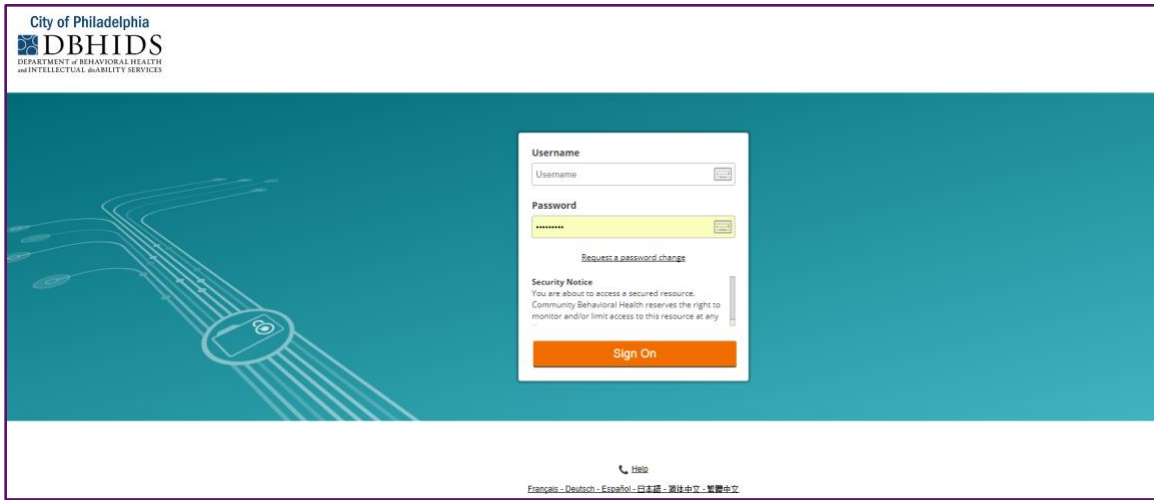 City of Philadelphia
DBHIDS
DEPARTMENT of BEHAVIORAL HEALTH
and INTELLECTUAL disABILITY SERVICES
Username
Username
Password
•••••••••
Request a password change
Security Notice
You are about to access a secured resource.
Community Behavioral Health reserves the right to
monitor and/or limit access to this resource at any
Sign On
Help
Français - Deutsch - Español - 日本語 - 简体中文 - 繁體中文